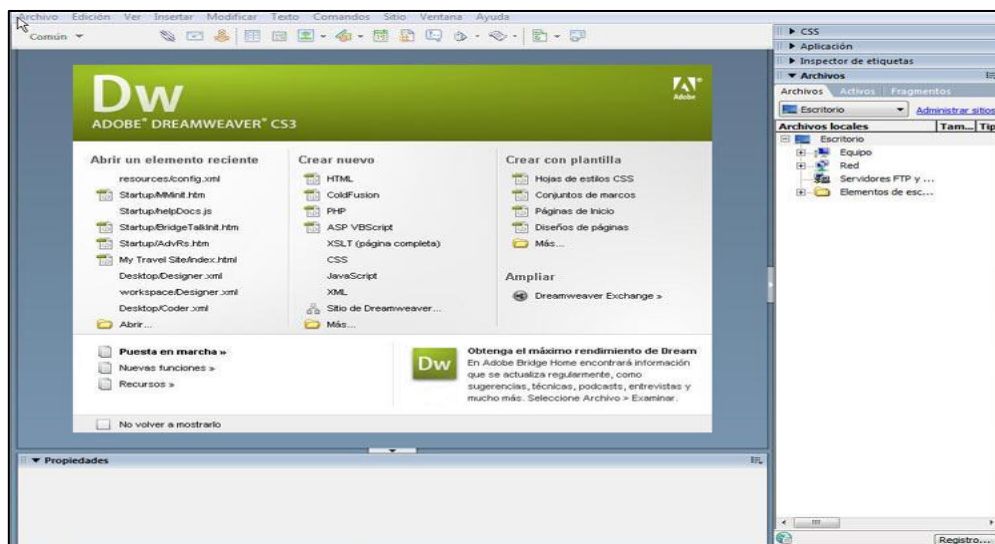 Archivo Edición Ver Insertar Modificar Texto Comandos Sitio Ventana Ayuda
Común
Dw
ADOBE® DREAMWEAVER® CS3
Adobe
Abrir un elemento reciente
resources/config.xml
Startup/MMinit.htm
Startup/helpDocs.js
Startup/BridgeTalkInit.htm
Startup/AdvRs.htm
My Travel Site/index.html
Desktop/Designer.xml
workspace/Designer.xml
Desktop/Coder.xml
Abrir...
Crear nuevo
HTML
ColdFusion
PHP
ASP VBScript
XSLT (página completa)
CSS
JavaScript
XML
Sitio de Dreamweaver...
Más...
Crear con plantilla
Hojas de estilos CSS
Conjuntos de marcos
Páginas de Inicio
Diseños de páginas
Más...
Ampliar
Dreamweaver Exchange »
Puesta en marcha »
Nuevas funciones »
Recursos »
Dw
Obtenga el máximo rendimiento de Dream
En Adobe Bridge Home encontrará información
que se actualiza regularmente, como
sugerencias, técnicas, podcasts, entrevistas y
mucho más. Seleccione Archivo > Examinar.
No volver a mostrarlo
Propiedades
CSS
Aplicación
Inspector de etiquetas
Archivos
Archivos Activos Fragmentos
Escritorio Administrar sitios
Archivos locales Tam... Tip
Escritorio
Equipo
Red
Servidores FTP y ...
Elementos de esc...
Registro...